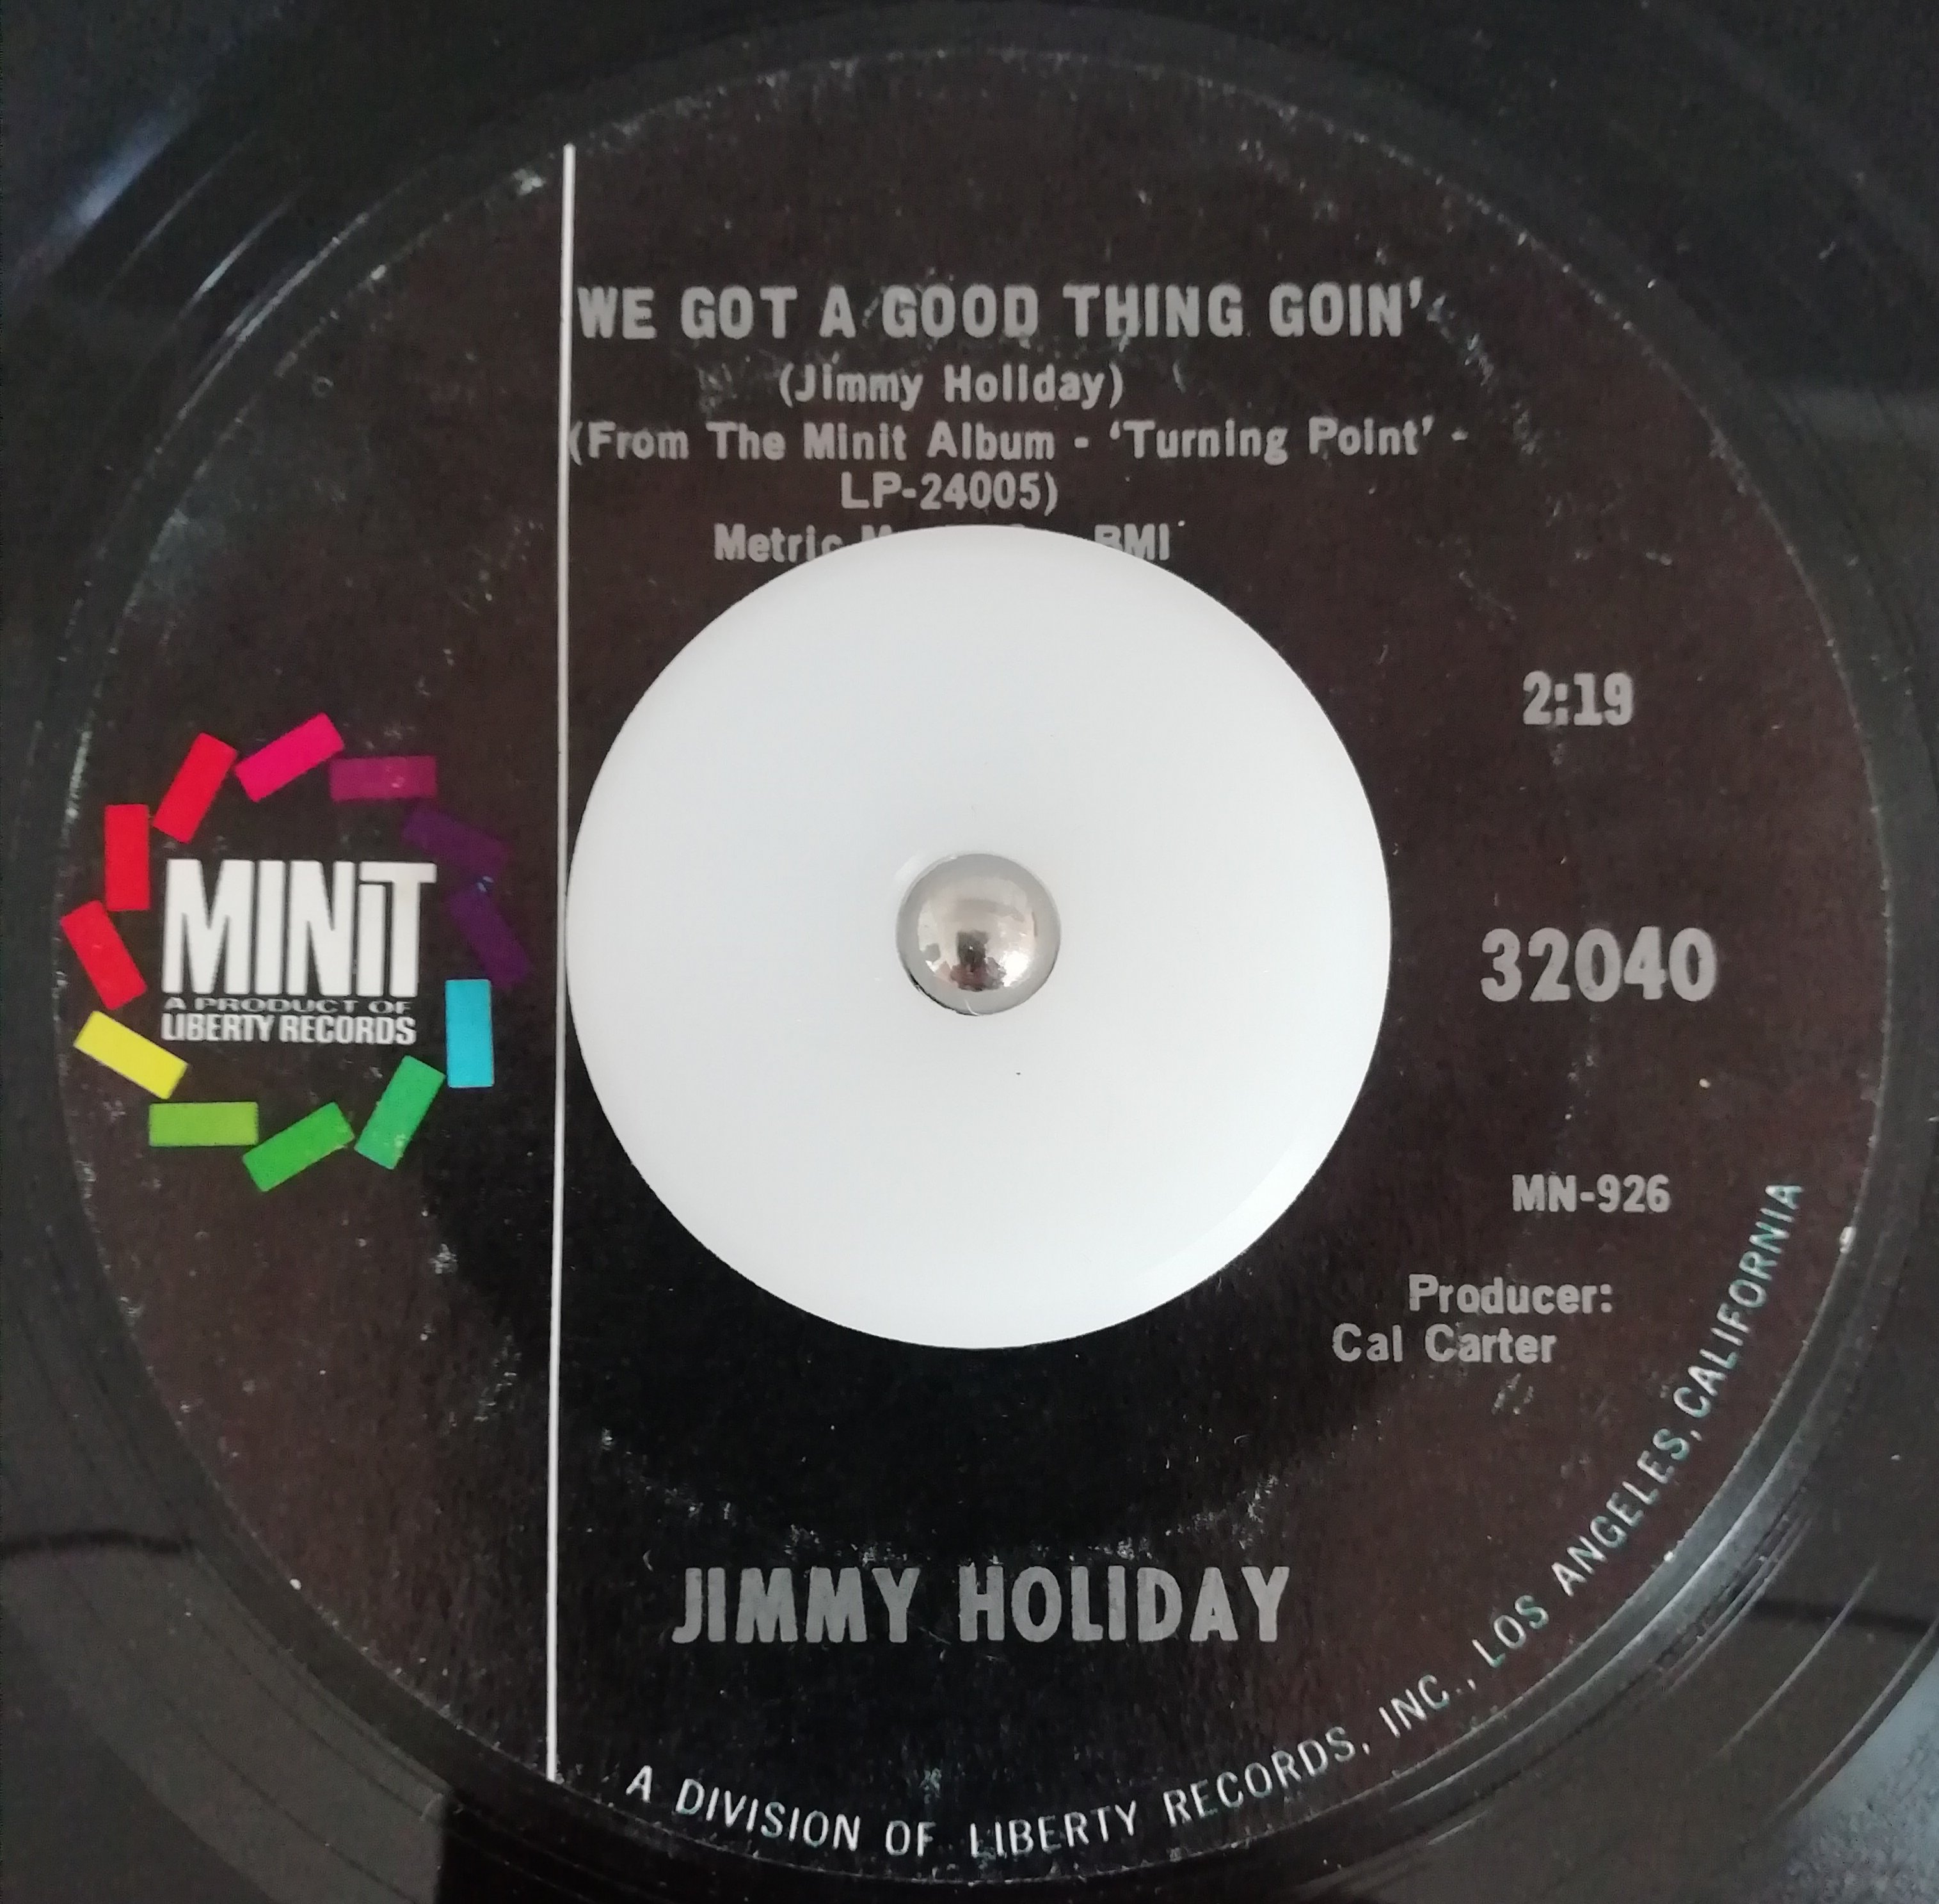 WE GOT A GOOD THING GOIN'
(Jimmy Holiday)
(From The Minit Album - 'Turning Point' -
LP-24005)
Metric BMI
2:19
MINiT
A PRODUCT OF
LIBERTY RECORDS
32040
MN-926
Producer:
Cal Carter
JIMMY HOLIDAY
A DIVISION OF LIBERTY RECORDS, INC., LOS ANGELES, CALIFORNIA